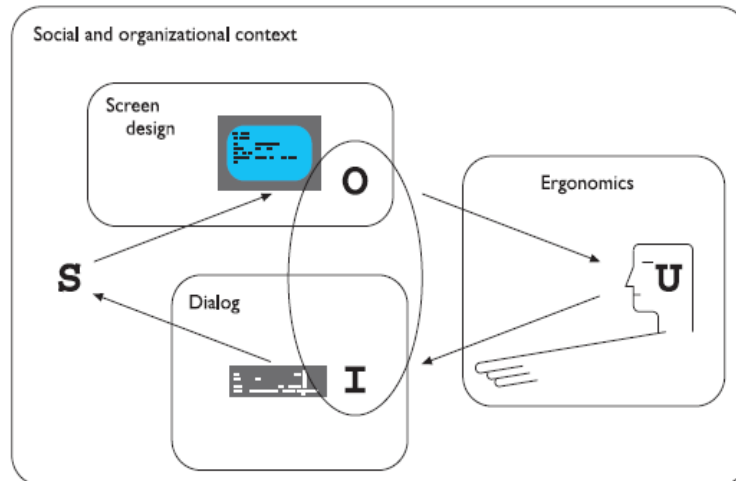 Social and organizational context
Screen
design
O
Ergonomics
S
U
Dialog
I